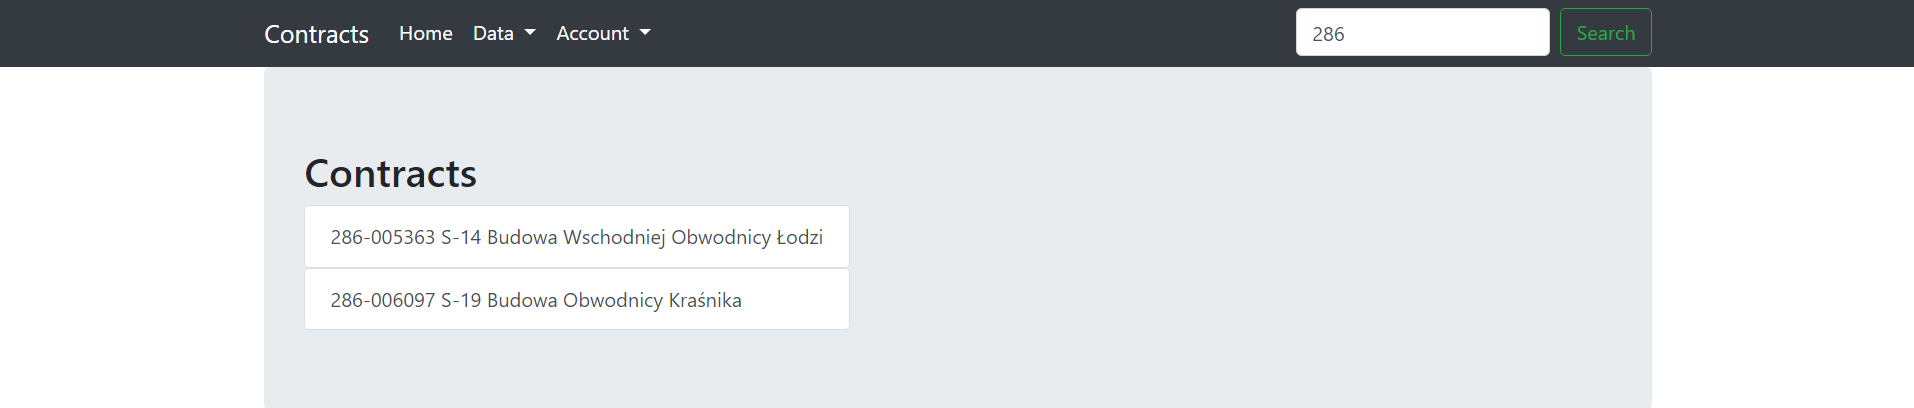 Contracts Home Data Account 286 Search
Contracts
286-005363 S-14 Budowa Wschodniej Obwodnicy Łodzi
286-006097 S-19 Budowa Obwodnicy Kraśnika